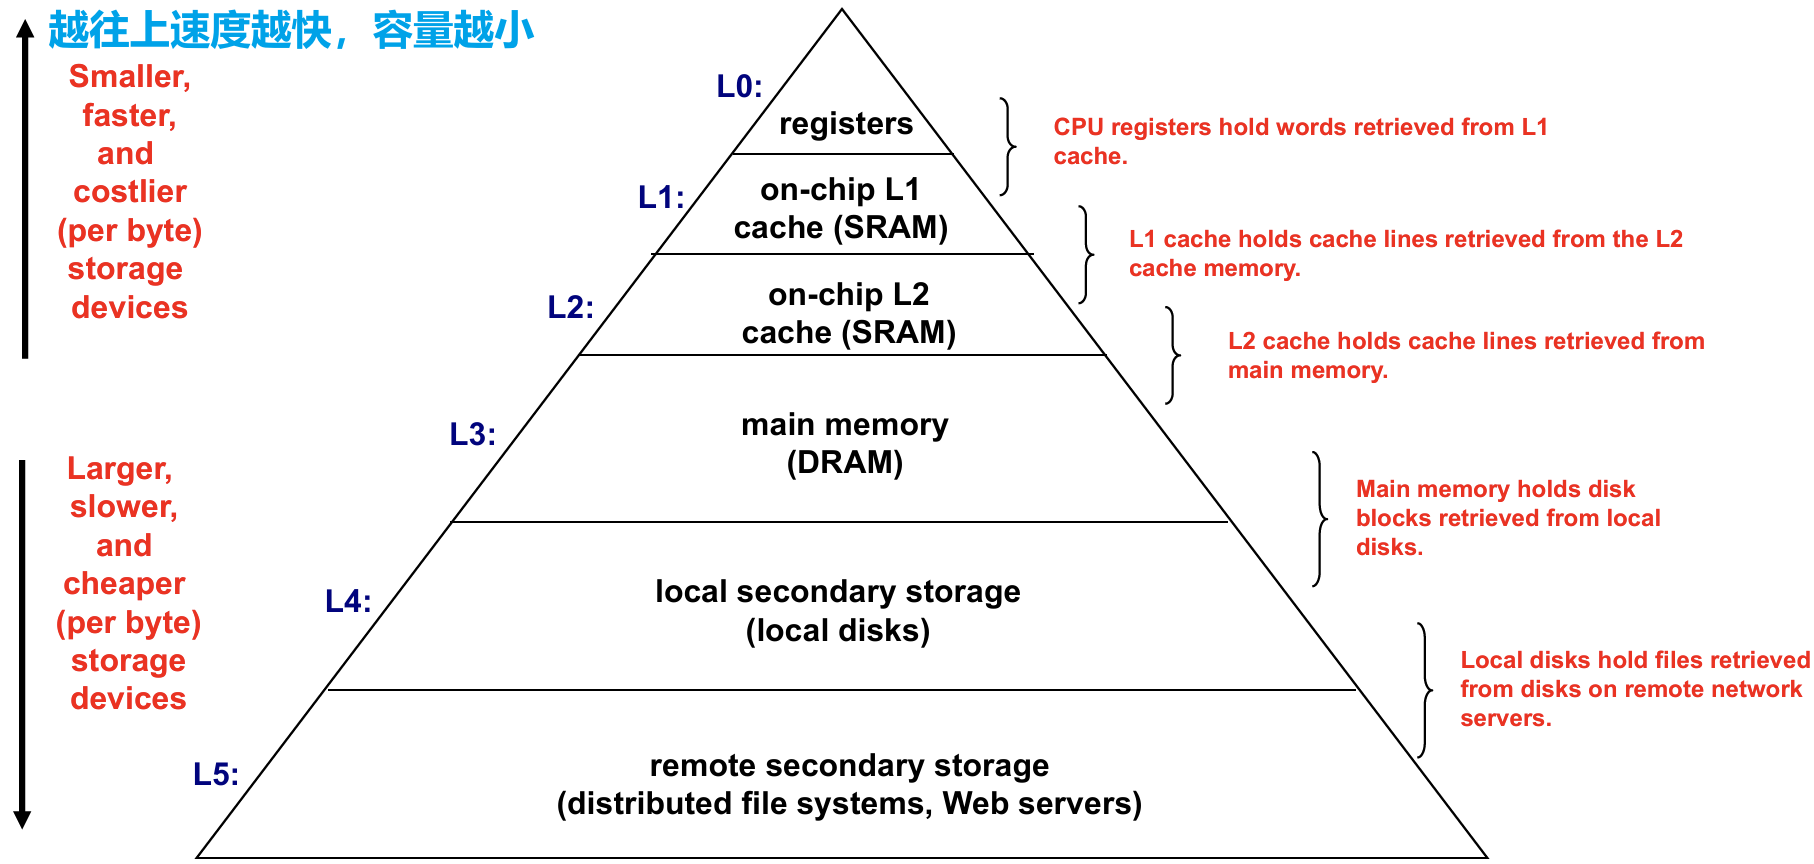 越往上速度越快，容量越小
Smaller,
faster,
and
costlier
(per byte)
storage
devices
Larger,
slower,
and
cheaper
(per byte)
storage
devices
L0:
registers
CPU registers hold words retrieved from L1
cache.
L1:
on-chip L1
cache (SRAM)
L1 cache holds cache lines retrieved from the L2
cache memory.
L2:
on-chip L2
cache (SRAM)
L2 cache holds cache lines retrieved from
main memory.
L3:
main memory
(DRAM)
Main memory holds disk
blocks retrieved from local
disks.
L4:
local secondary storage
(local disks)
Local disks hold files retrieved
from disks on remote network
servers.
L5:
remote secondary storage
(distributed file systems, Web servers)